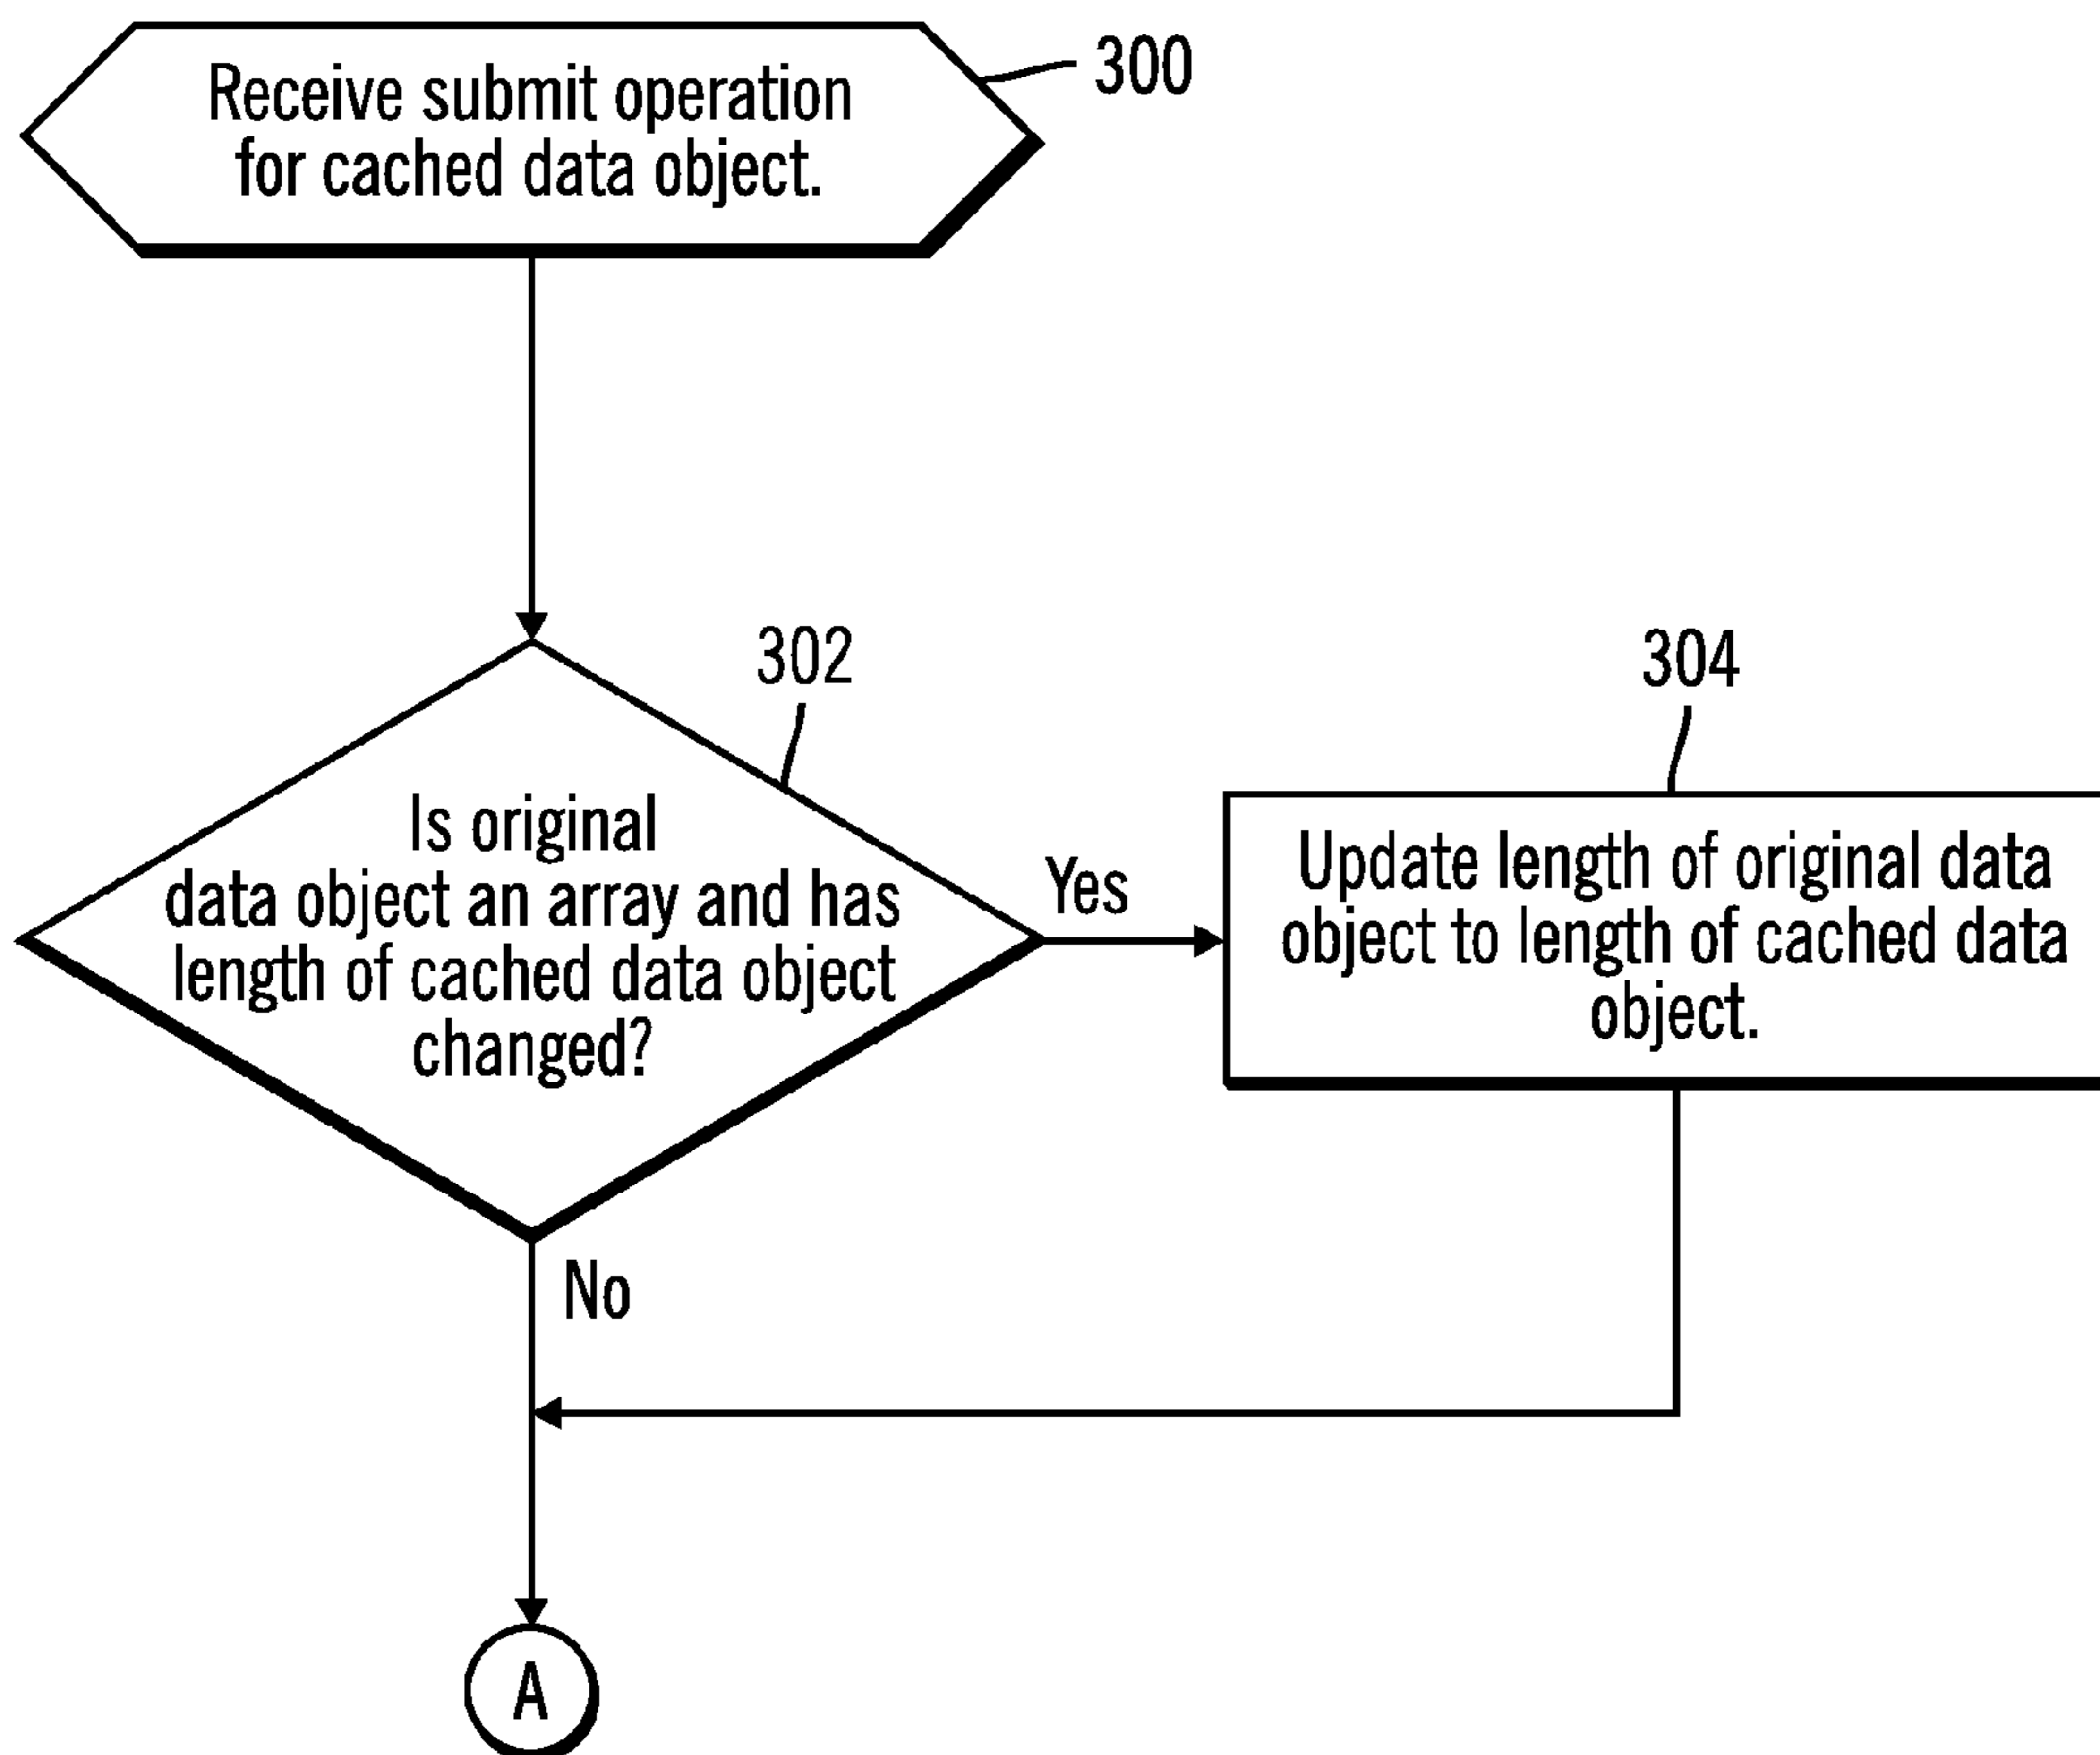 Receive submit operation
for cached data object.
300
302
Is original
data object an array and has
length of cached data object
changed?
Yes
304
Update length of original data
object to length of cached data
object.
No
A